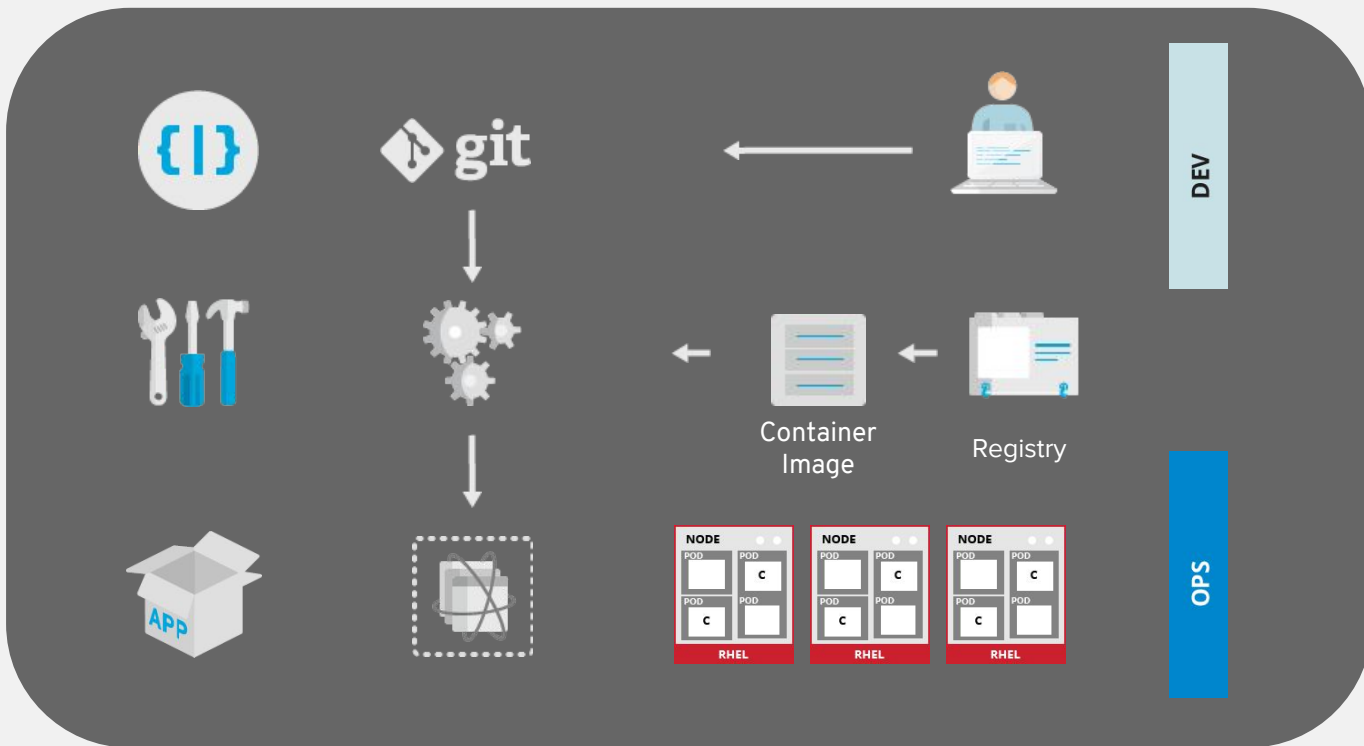 {|}
git
DEV
Container
Image
Registry
APP
NODE
POD
POD
C
POD
C
POD
RHEL
NODE
POD
POD
C
POD
C
POD
RHEL
NODE
POD
POD
C
POD
C
POD
RHEL
OPS